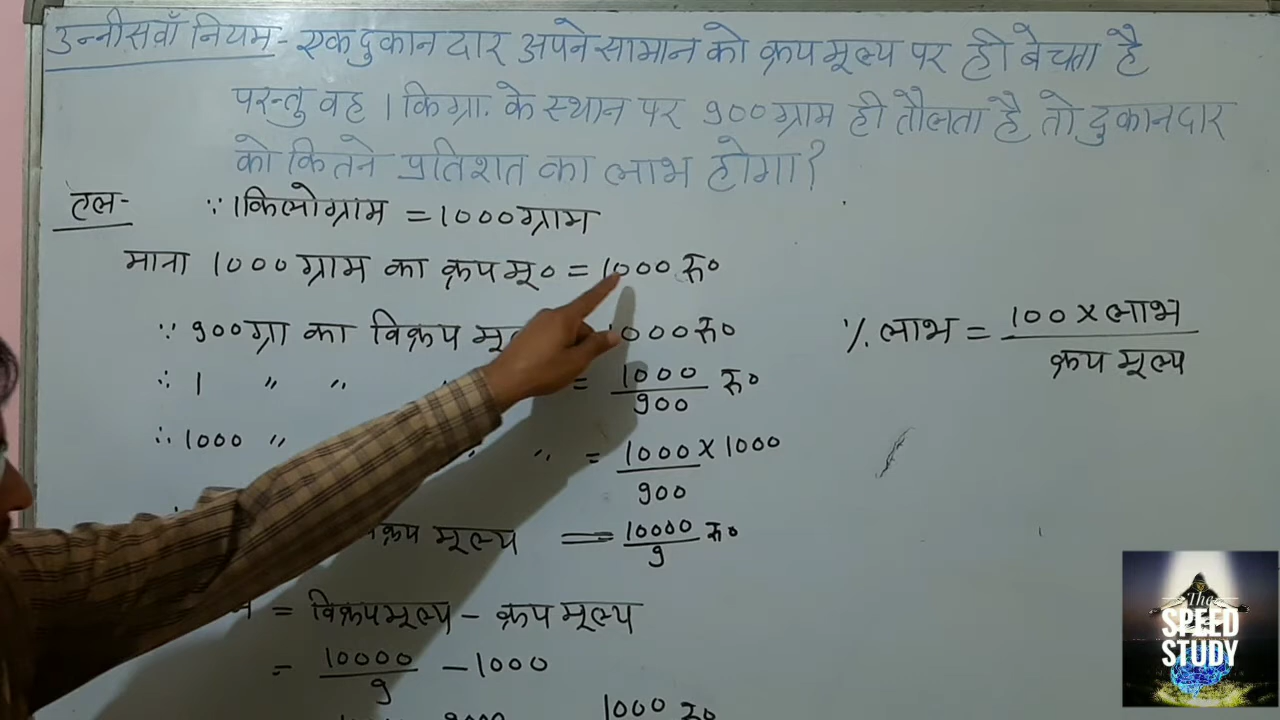 उन्नीसवाँ नियम - एक दुकानदार अपने सामान को क्रय मूल्य पर ही बेचता है
परन्तु वह 1 किग्रा. के स्थान पर 900 ग्राम ही तौलता है, तो दुकानदार
को कितने प्रतिशत का लाभ होगा?
हल- ∵ 1 किलोग्राम = 1000 ग्राम
माना 1000 ग्राम का क्रय मू० = 1000 रु०
∵ 900 ग्रा का विक्रय मू 1000 रु०
∴ 1 " " = 1000/900 रु०
∴ 1000 " " = 1000 × 1000/900
मूल्य = 10000/9 रु०
= विक्रय मूल्य - क्रय मूल्य
= 10000/9 - 1000
1000 रु०
% लाभ = 100 × लाभ/क्रय मूल्य
The
SPEED
STUDY